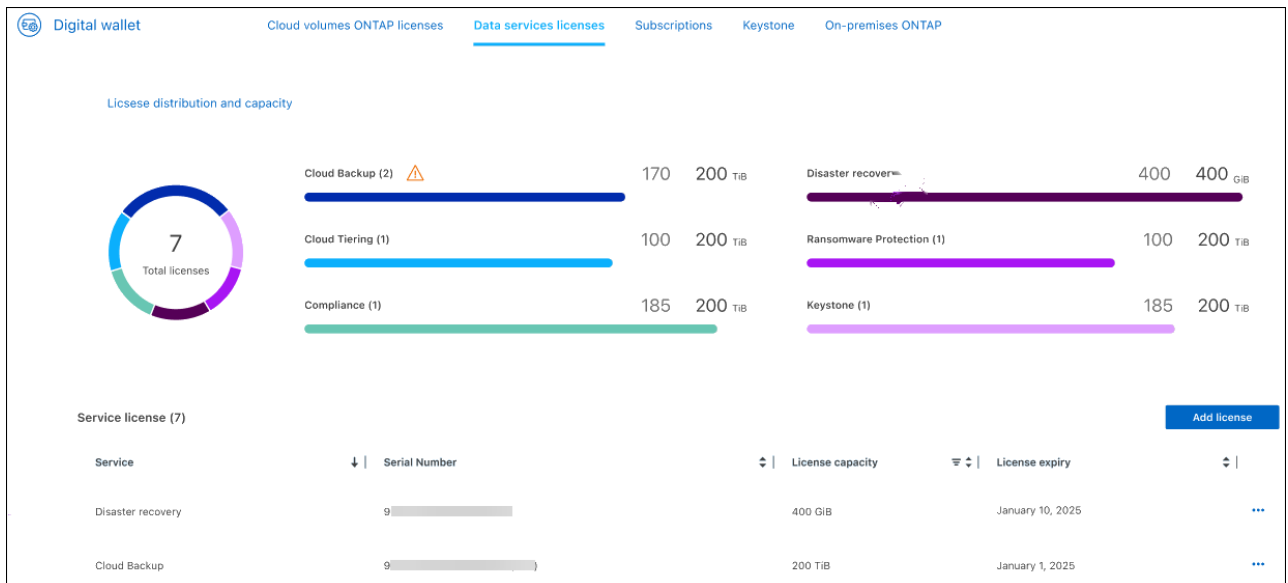 Digital wallet
Cloud volumes ONTAP licenses Data services licenses Subscriptions Keystone On-premises ONTAP
Licsese distribution and capacity
7
Total licenses
Cloud Backup (2) 170 200 TiB
Disaster recover 400 400 GiB
Cloud Tiering (1) 100 200 TiB
Ransomware Protection (1) 100 200 TiB
Compliance (1) 185 200 TiB
Keystone (1) 185 200 TiB
Service license (7)
Add license
Service Serial Number License capacity License expiry
Disaster recovery 9 400 GiB January 10, 2025
Cloud Backup 9 ) 200 TiB January 1, 2025